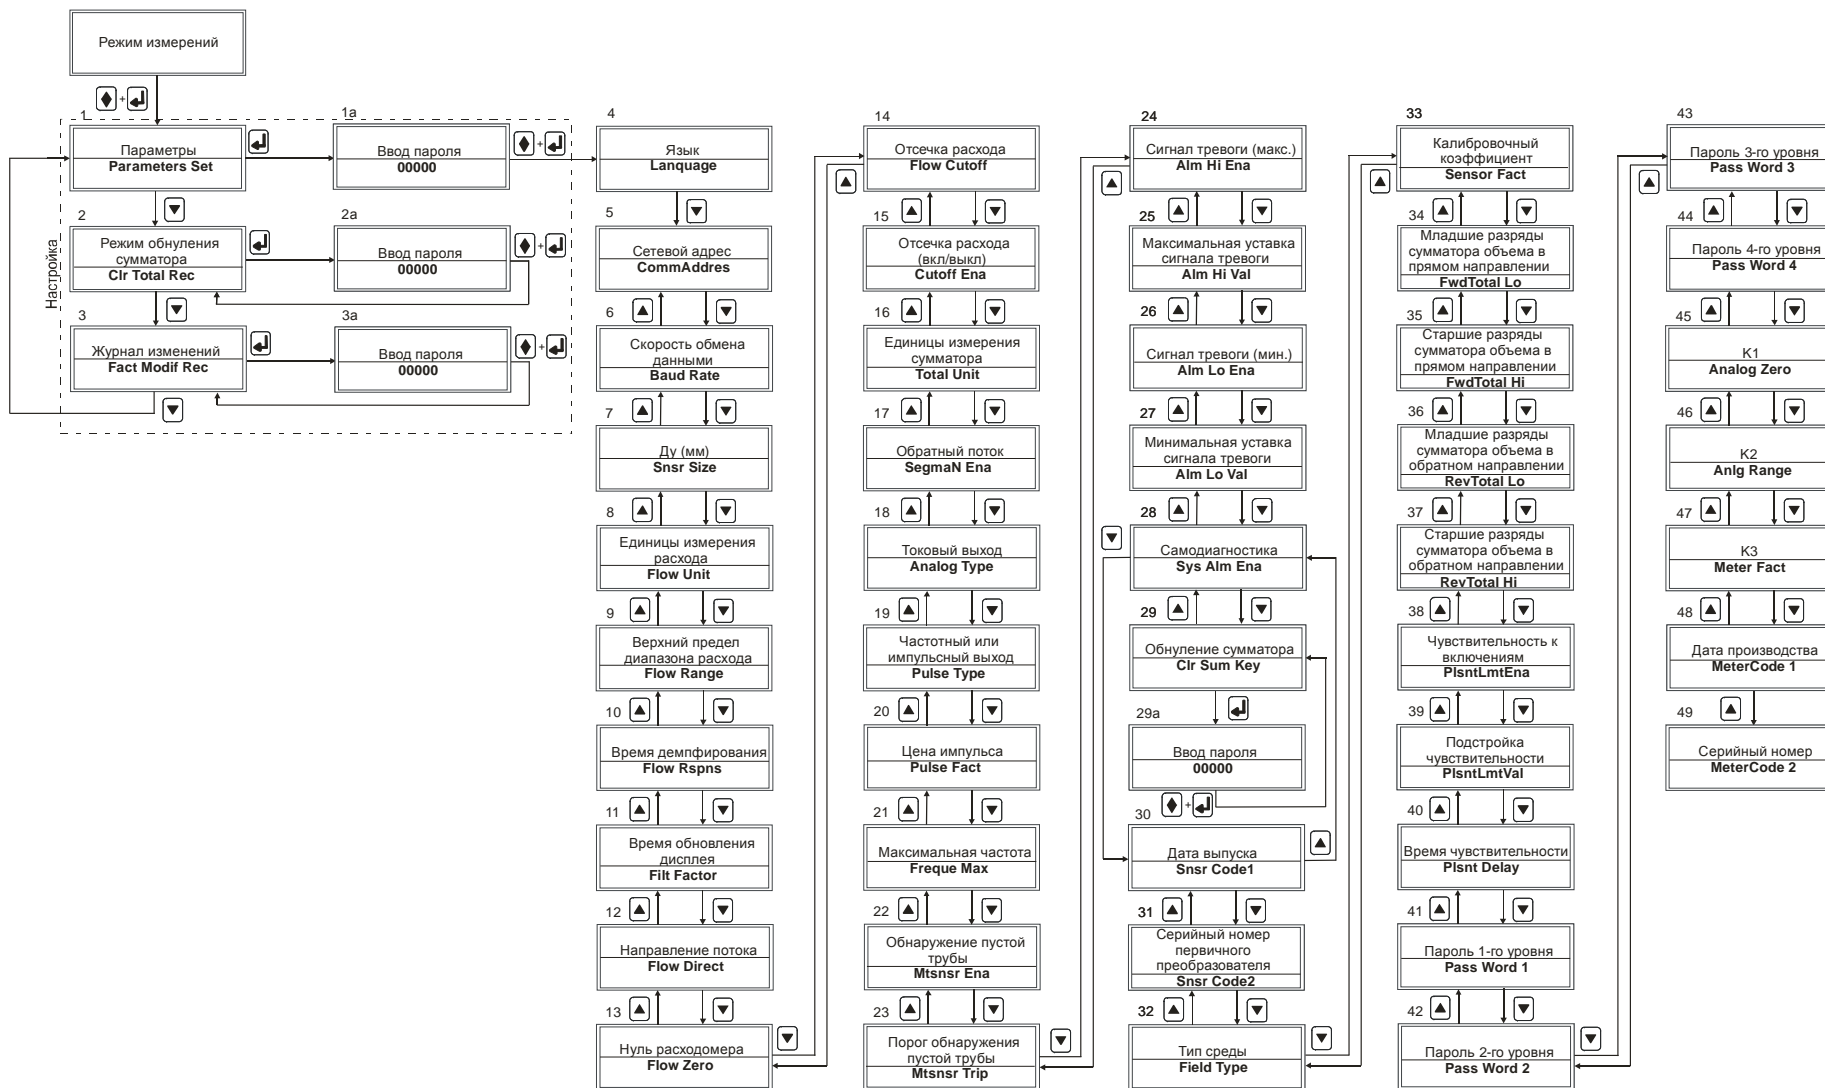 Режим измерений
+
Настройка
1
Параметры
Parameters Set
1a
Ввод пароля
00000
+
2
Режим обнуления
сумматора
Clr Total Rec
2a
Ввод пароля
00000
+
3
Журнал изменений
Fact Modif Rec
3a
Ввод пароля
00000
+
4
Язык
Lanquage
5
Сетевой адрес
CommAddres
6
Скорость обмена
данными
Baud Rate
7
Ду (мм)
Snsr Size
8
Единицы измерения
расхода
Flow Unit
9
Верхний предел
диапазона расхода
Flow Range
10
Время демпфирования
Flow Rspns
11
Время обновления
дисплея
Filt Factor
12
Направление потока
Flow Direct
13
Нуль расходомера
Flow Zero
14
Отсечка расхода
Flow Cutoff
15
Отсечка расхода
(вкл/выкл)
Cutoff Ena
16
Единицы измерения
сумматора
Total Unit
17
Обратный поток
SegmaN Ena
18
Токовый выход
Analog Type
19
Частотный или
импульсный выход
Pulse Type
20
Цена импульса
Pulse Fact
21
Максимальная частота
Freque Max
22
Обнаружение пустой
трубы
Mtsnsr Ena
23
Порог обнаружения
пустой трубы
Mtsnsr Trip
24
Сигнал тревоги (макс.)
Alm Hi Ena
25
Максимальная уставка
сигнала тревоги
Alm Hi Val
26
Сигнал тревоги (мин.)
Alm Lo Ena
27
Минимальная уставка
сигнала тревоги
Alm Lo Val
28
Самодиагностика
Sys Alm Ena
29
Обнуление сумматора
Clr Sum Key
29a
Ввод пароля
00000
+
30
Дата выпуска
Snsr Code1
31
Серийный номер
первичного
преобразователя
Snsr Code2
32
Тип среды
Field Type
33
Калибровочный
коэффициент
Sensor Fact
34
Младшие разряды
сумматора объема в
прямом направлении
FwdTotal Lo
35
Старшие разряды
сумматора объема в
прямом направлении
FwdTotal Hi
36
Младшие разряды
сумматора объема в
обратном направлении
RevTotal Lo
37
Старшие разряды
сумматора объема в
обратном направлении
RevTotal Hi
38
Чувствительность к
включениям
PlsntLmtEna
39
Подстройка
чувствительности
PlsntLmtVal
40
Время чувствительности
Plsnt Delay
41
Пароль 1-го уровня
Pass Word 1
42
Пароль 2-го уровня
Pass Word 2
43
Пароль 3-го уровня
Pass Word 3
44
Пароль 4-го уровня
Pass Word 4
45
К1
Analog Zero
46
К2
Anlg Range
47
К3
Meter Fact
48
Дата производства
MeterCode 1
49
Серийный номер
MeterCode 2